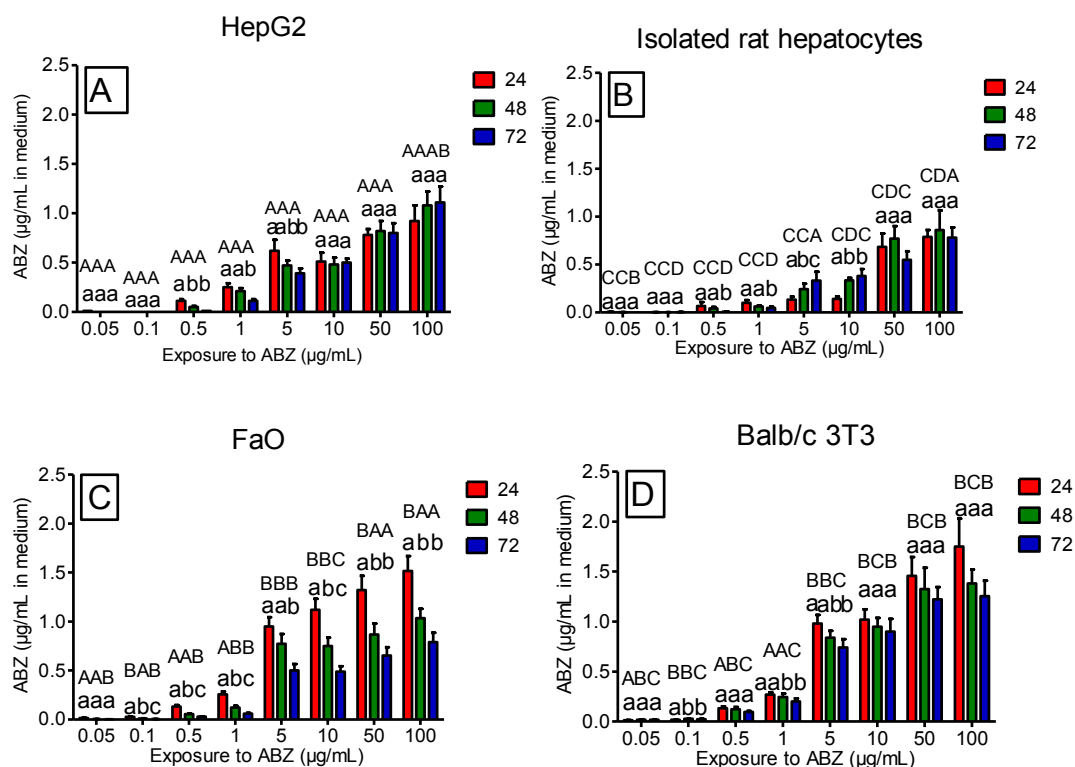 HepG2
A
2.5
2.0
1.5
1.0
0.5
0.0
ABZ (µg/mL in medium)
24
48
72
AAA
aaa
AAA
aaa
AAA
abb
AAA
aab
AAA
aabb
AAA
aaa
AAA
aaa
AAAB
aaa
0.05 0.1 0.5 1 5 10 50 100
Exposure to ABZ (µg/mL)
Isolated rat hepatocytes
B
2.5
2.0
1.5
1.0
0.5
0.0
ABZ (µg/mL in medium)
24
48
72
CCB
aaa
CCD
aaa
CCD
aab
CCD
aab
CCA
abc
CDC
abb
CDC
aaa
CDA
aaa
0.05 0.1 0.5 1 5 10 50 100
Exposure to ABZ (µg/mL)
FaO
C
2.5
2.0
1.5
1.0
0.5
0.0
ABZ (µg/mL in medium)
24
48
72
AAB
aaa
BAB
abc
AAB
abc
ABB
abc
BBB
aab
BBC
abc
BAA
abb
BAA
abb
0.05 0.1 0.5 1 5 10 50 100
Exposure to ABZ (µg/mL)
Balb/c 3T3
D
2.5
2.0
1.5
1.0
0.5
0.0
ABZ (µg/mL in medium)
24
48
72
ABC
aaa
BBC
abb
ABC
aaa
AAC
aabb
BBC
aabb
BCB
aaa
BCB
aaa
BCB
aaa
0.05 0.1 0.5 1 5 10 50 100
Exposure to ABZ (µg/mL)